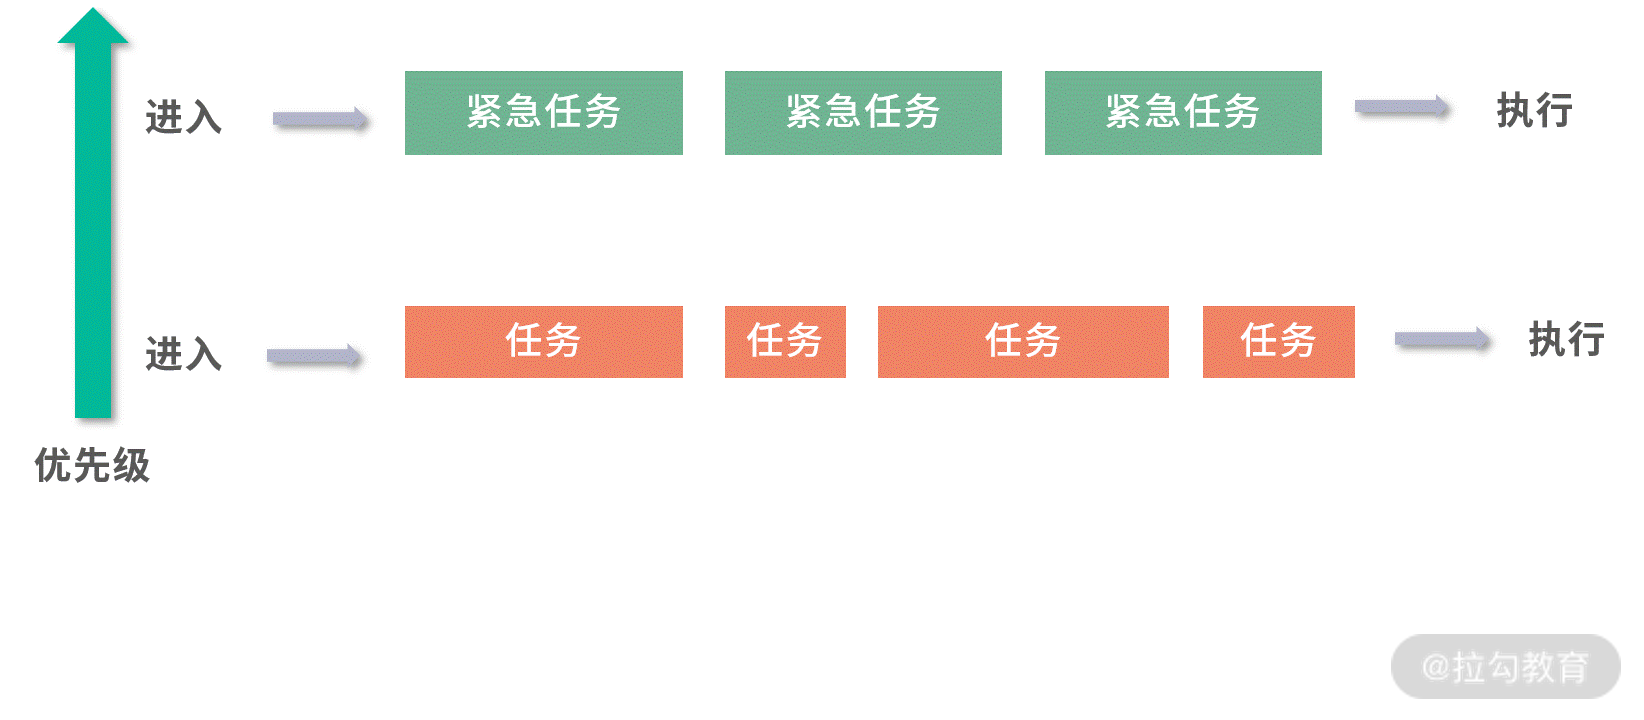 进入 紧急任务 紧急任务 紧急任务 执行
进入 任务 任务 任务 任务 执行
优先级
@拉勾教育